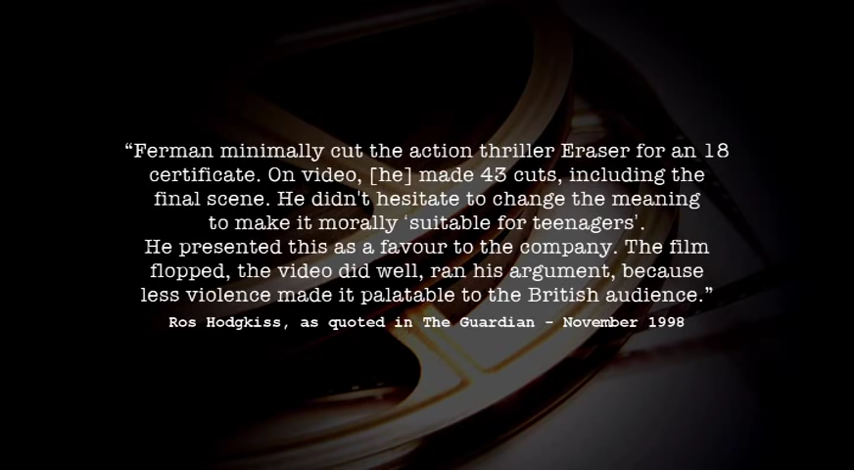 “Ferman minimally cut the action thriller Eraser for an 18
certificate. On video, [he] made 43 cuts, including the
final scene. He didn't hesitate to change the meaning
to make it morally ‘suitable for teenagers’.
He presented this as a favour to the company. The film
flopped, the video did well, ran his argument, because
less violence made it palatable to the British audience.”
Ros Hodgkiss, as quoted in The Guardian - November 1998